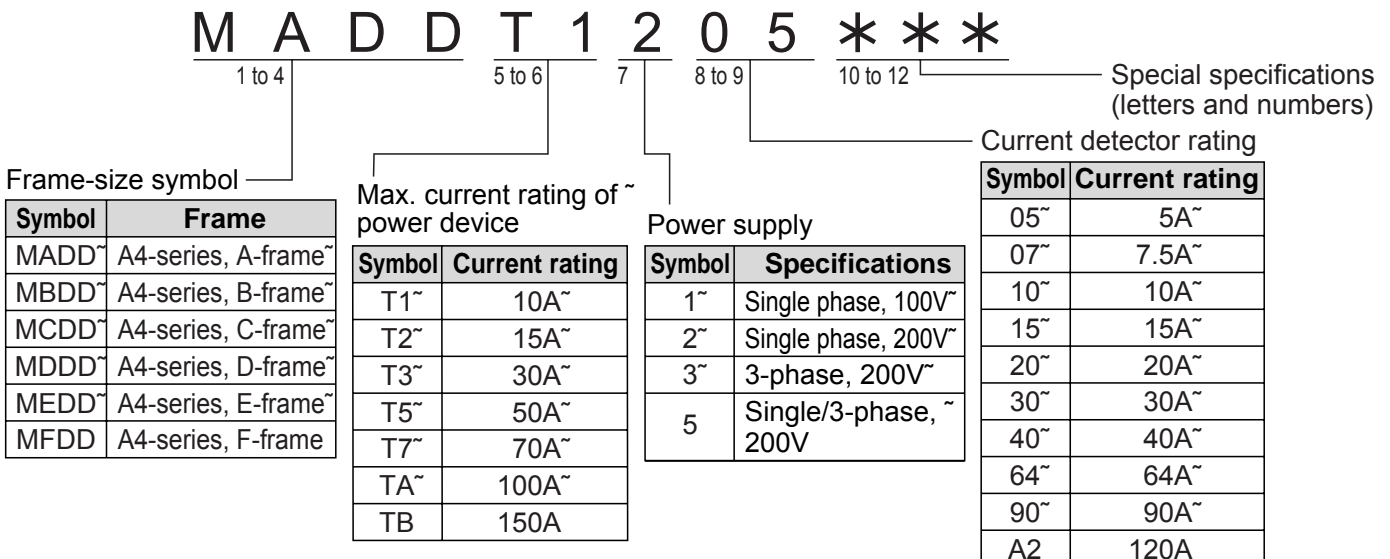 M A D D T 1 2 0 5 ∗ ∗ ∗
1 to 4 5 to 6 7 8 to 9 10 to 12
Special specifications
(letters and numbers)
Current detector rating
Symbol Current rating
05˜ 5A˜
07˜ 7.5A˜
10˜ 10A˜
15˜ 15A˜
20˜ 20A˜
30˜ 30A˜
40˜ 40A˜
64˜ 64A˜
90˜ 90A˜
A2 120A
Frame-size symbol
Symbol Frame
MADD˜ A4-series, A-frame˜
MBDD˜ A4-series, B-frame˜
MCDD˜ A4-series, C-frame˜
MDDD˜ A4-series, D-frame˜
MEDD˜ A4-series, E-frame˜
MFDD A4-series, F-frame
Max. current rating of ˜
power device
Symbol Current rating
T1˜ 10A˜
T2˜ 15A˜
T3˜ 30A˜
T5˜ 50A˜
T7˜ 70A˜
TA˜ 100A˜
TB 150A
Power supply
Symbol Specifications
1˜ Single phase, 100V˜
2˜ Single phase, 200V˜
3˜ 3-phase, 200V˜
5 Single/3-phase, ˜
200V